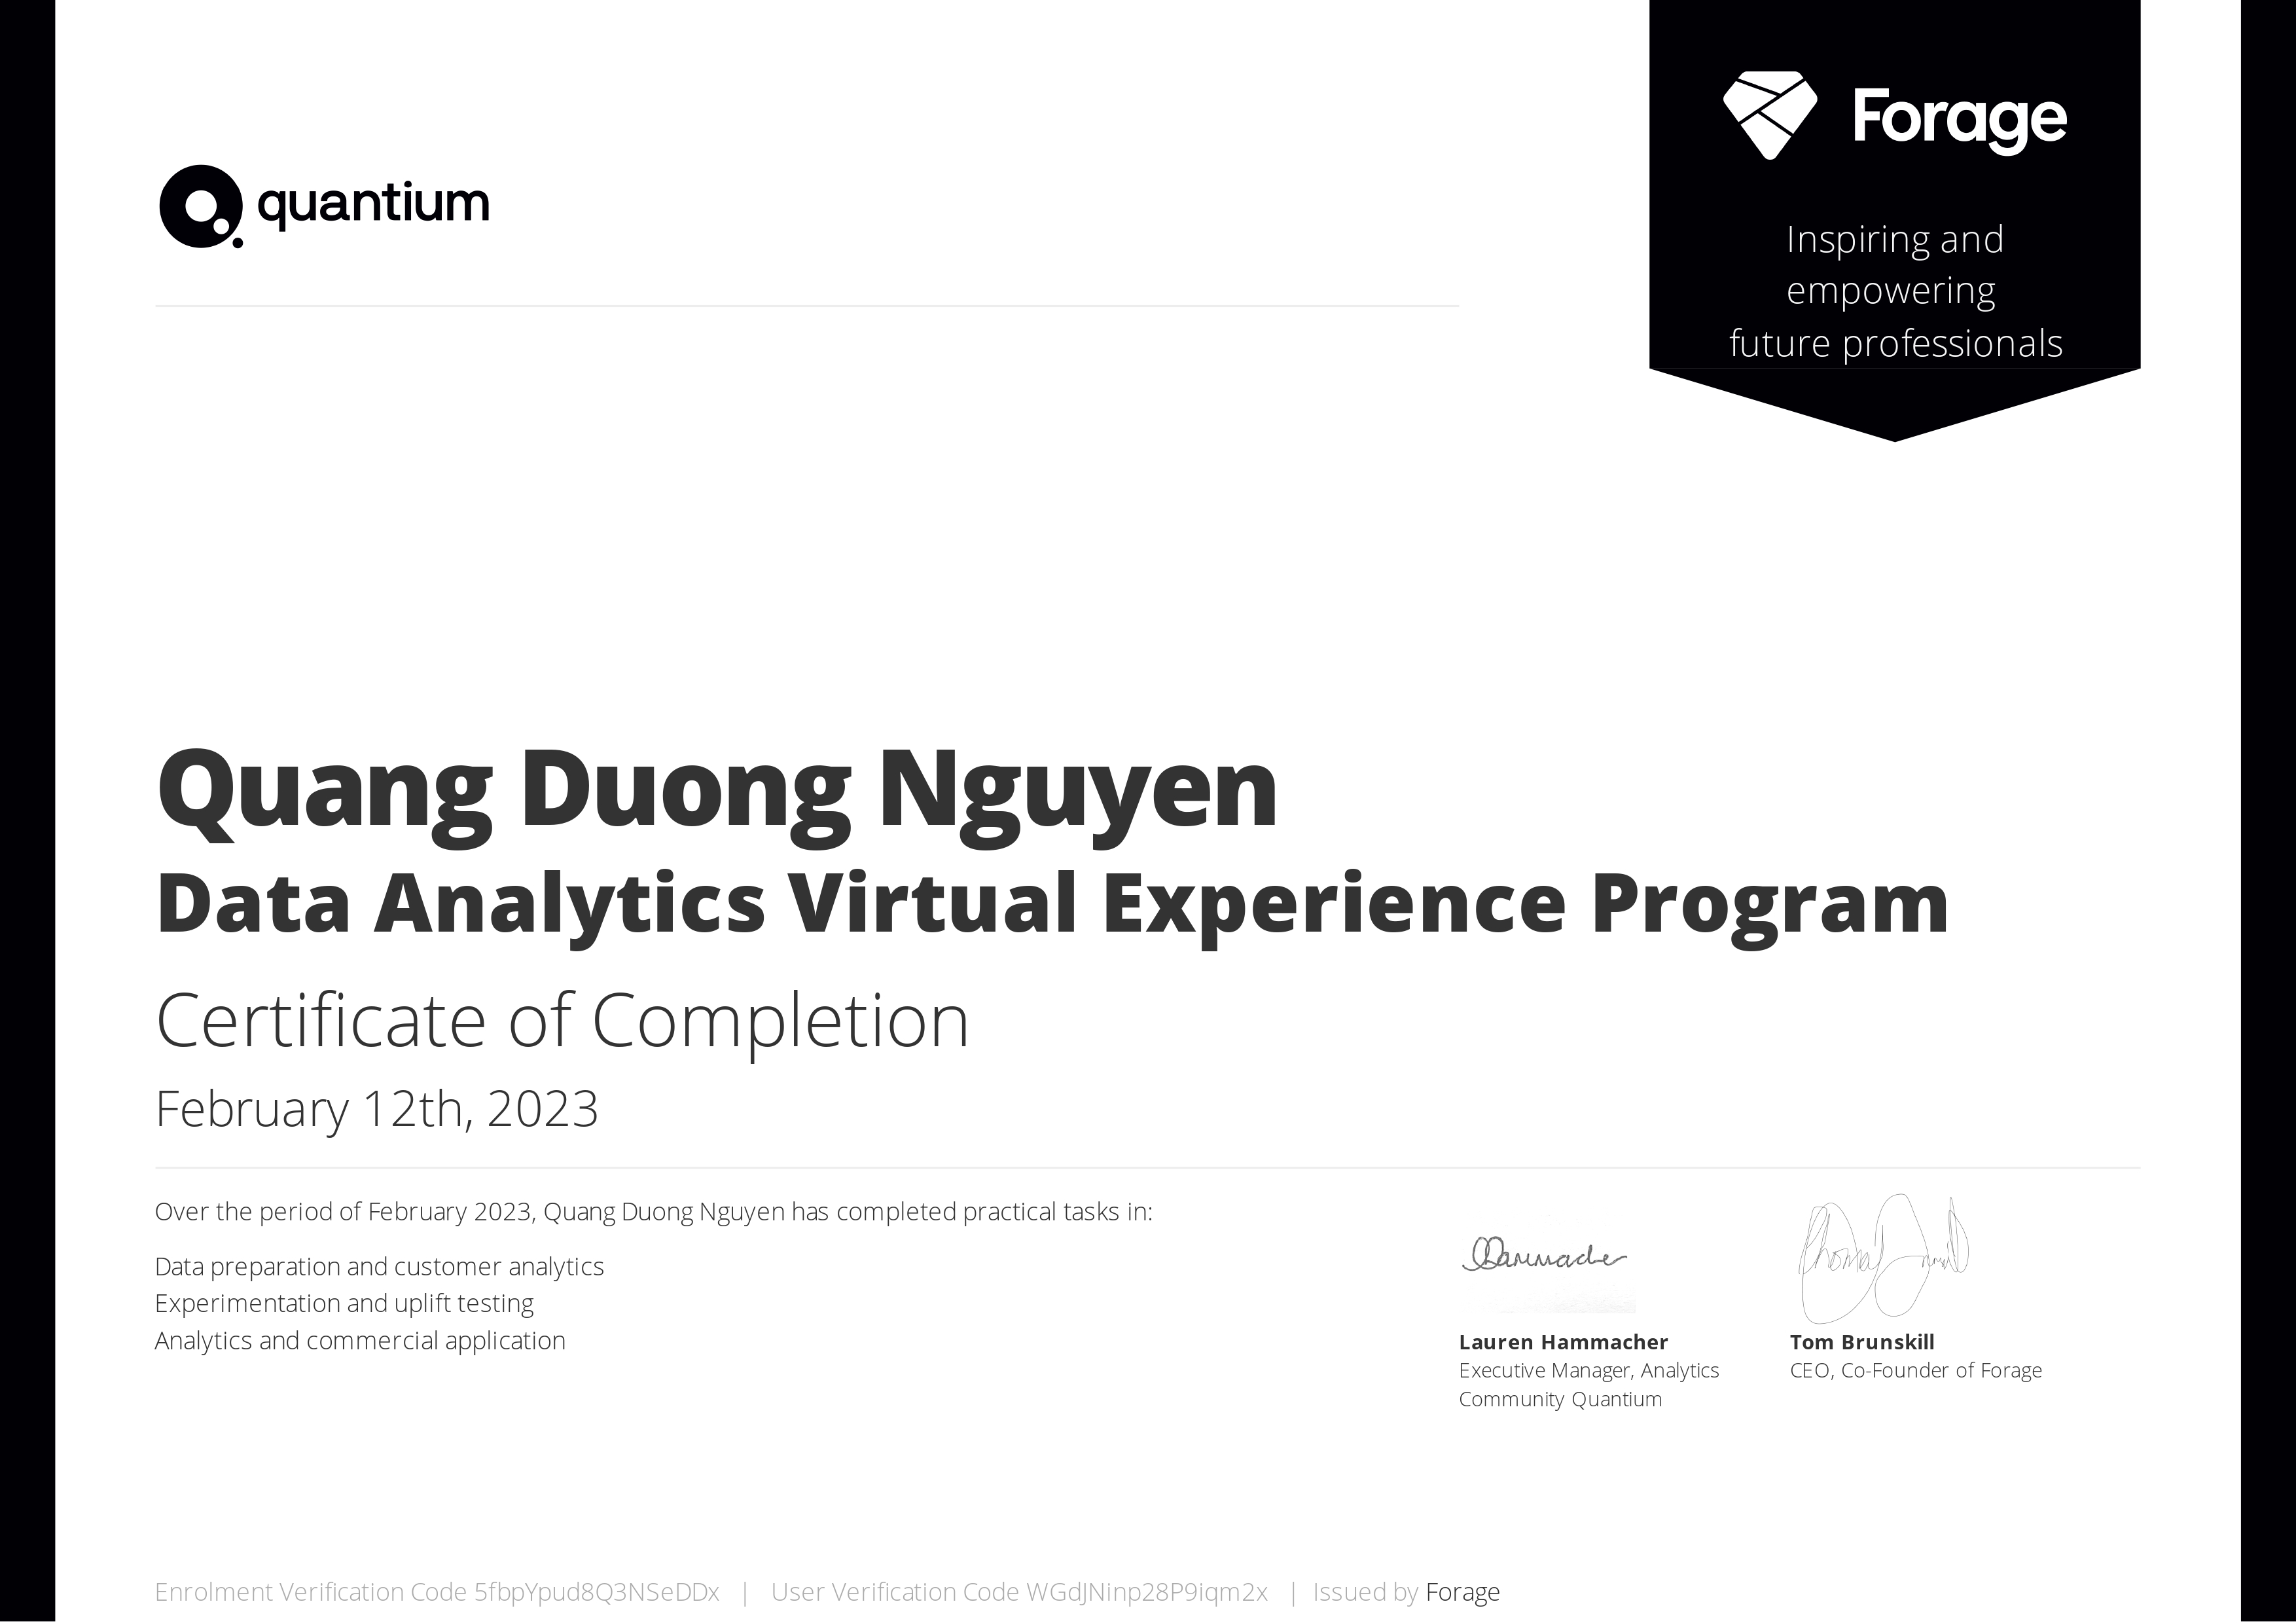 quantium
Forage
Inspiring and
empowering
future professionals
Quang Duong Nguyen
Data Analytics Virtual Experience Program
Certificate of Completion
February 12th, 2023
Over the period of February 2023, Quang Duong Nguyen has completed practical tasks in:
Data preparation and customer analytics
Experimentation and uplift testing
Analytics and commercial application
Lauren Hammacher
Executive Manager, Analytics
Community Quantium
Tom Brunskill
CEO, Co-Founder of Forage
Enrolment Verification Code 5fbpYpud8Q3NSeDDx | User Verification Code WGdJNinp28P9iqm2x | Issued by Forage